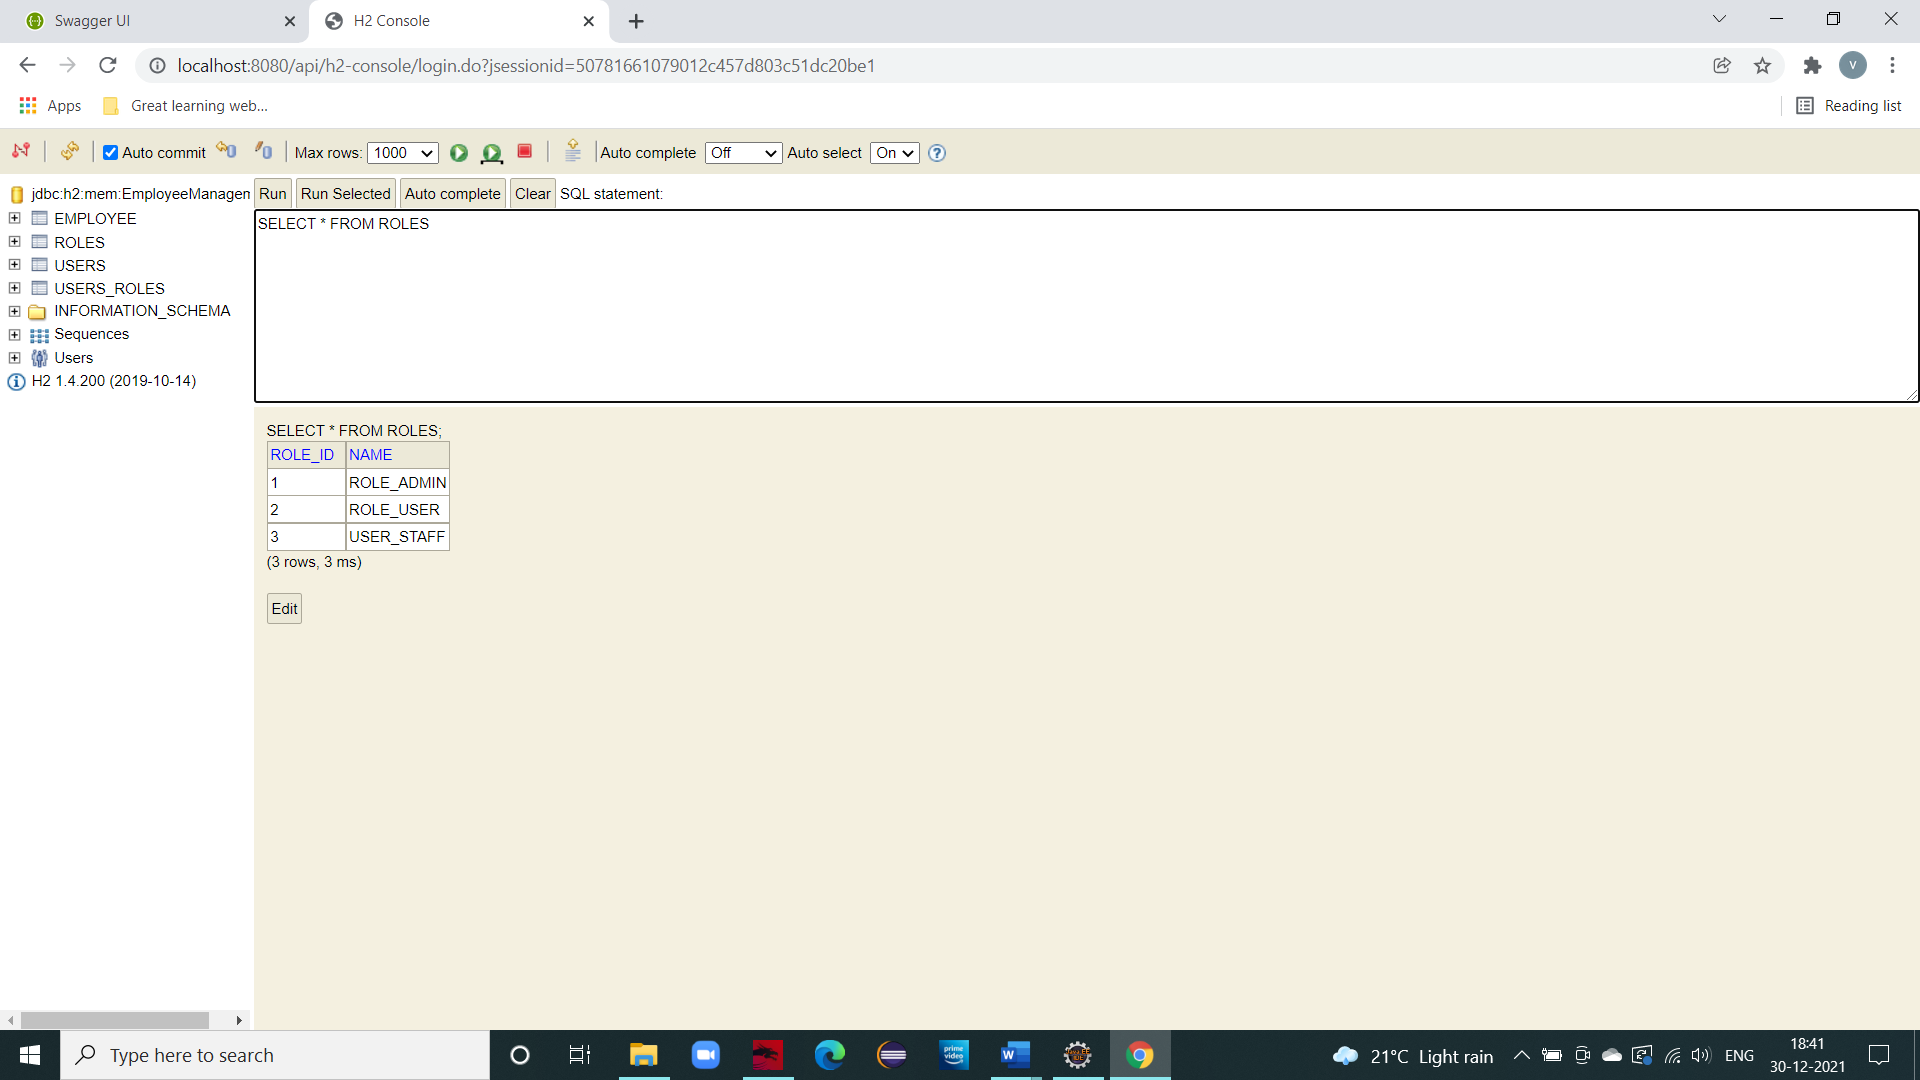 Swagger UI
H2 Console
localhost:8080/api/h2-console/login.do?jsessionid=50781661079012c457d803c51dc20be1
V
Apps
Great learning web...
Reading list
Auto commit
Max rows: 1000
Auto complete Off
Auto select On
jdbc:h2:mem:EmployeeManagem
Run Run Selected Auto complete Clear SQL statement:
EMPLOYEE
ROLES
USERS
USERS_ROLES
INFORMATION_SCHEMA
Sequences
Users
H2 1.4.200 (2019-10-14)
SELECT * FROM ROLES
SELECT * FROM ROLES;
ROLE_ID NAME
1 ROLE_ADMIN
2 ROLE_USER
3 USER_STAFF
(3 rows, 3 ms)
Edit
Type here to search
prime video
W
21°C Light rain
ENG
18:41
30-12-2021